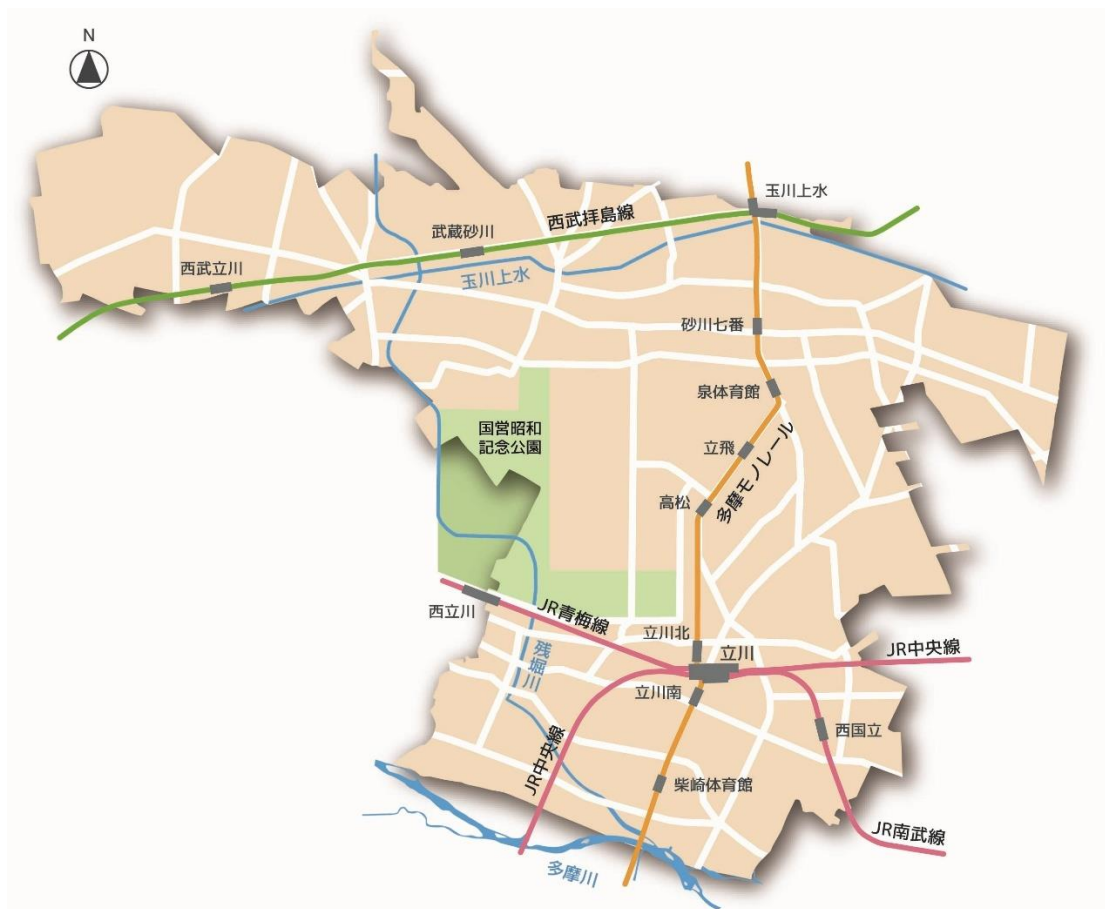 N
玉川上水
西武拝島線
武蔵砂川
西武立川
玉川上水
砂川七番
泉体育館
国営昭和
記念公園
立飛
多摩モノレール
高松
西立川
JR青梅線
立川北
立川
JR中央線
残堀川
立川南
西国立
JR中央線
柴崎体育館
JR南武線
多摩川